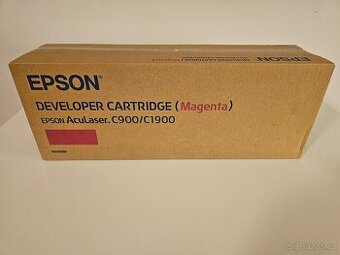 EPSON
DEVELOPER CARTRIDGE (Magenta)
EPSON AcuLaser C900/C1900